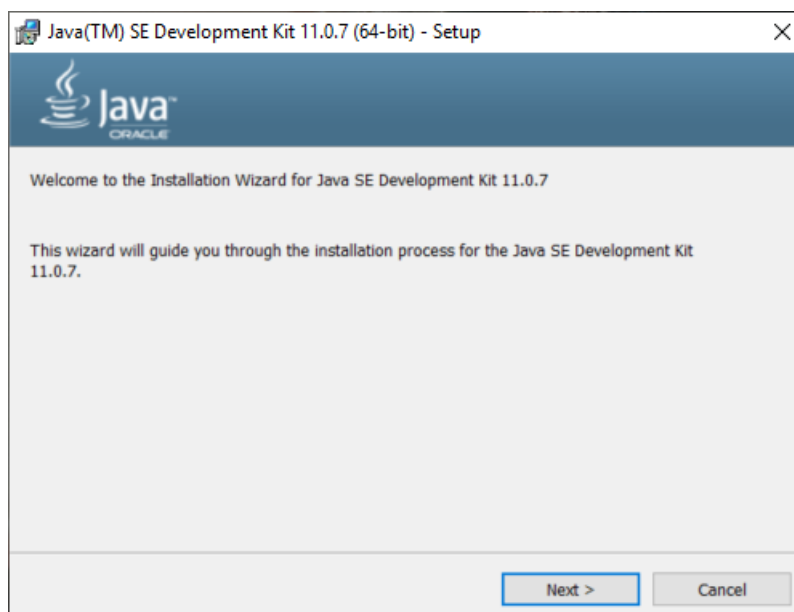 Java(TM) SE Development Kit 11.0.7 (64-bit) - Setup
Java™
ORACLE
Welcome to the Installation Wizard for Java SE Development Kit 11.0.7
This wizard will guide you through the installation process for the Java SE Development Kit
11.0.7.
Next >
Cancel